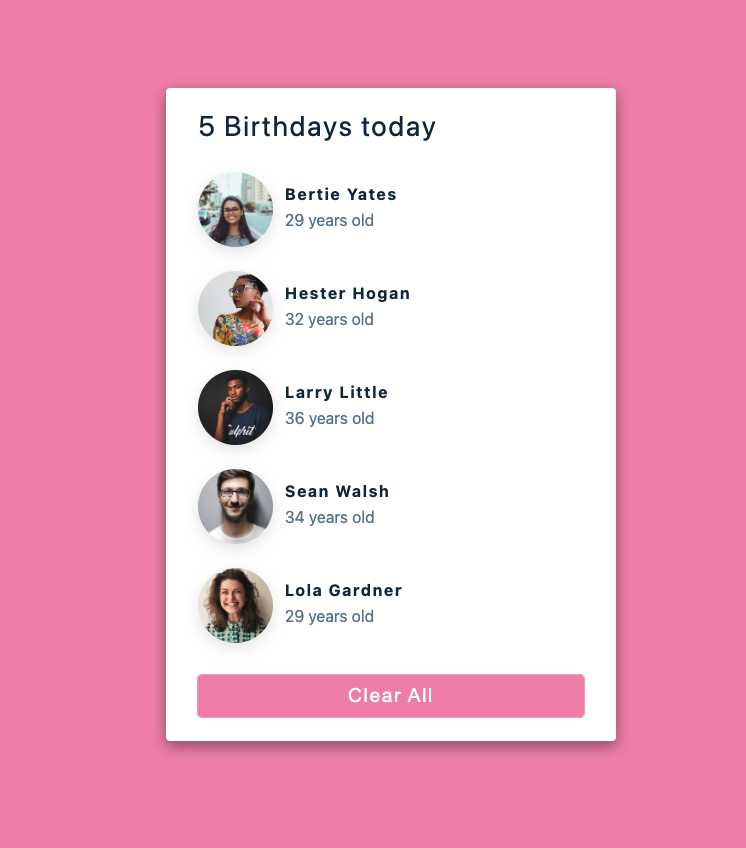 5 Birthdays today
Bertie Yates
29 years old
Hester Hogan
32 years old
Larry Little
36 years old
Sean Walsh
34 years old
Lola Gardner
29 years old
Clear All